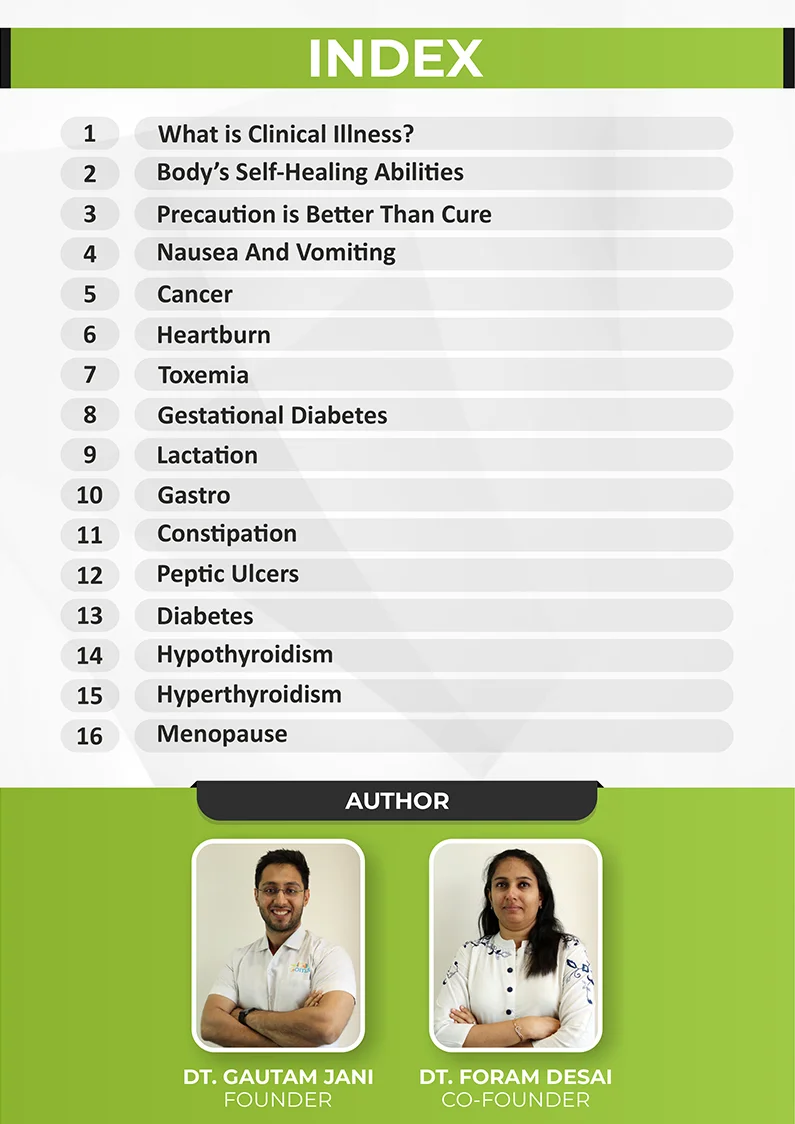 INDEX
1 What is Clinical Illness?
2 Body’s Self-Healing Abilities
3 Precaution is Better Than Cure
4 Nausea And Vomiting
5 Cancer
6 Heartburn
7 Toxemia
8 Gestational Diabetes
9 Lactation
10 Gastro
11 Constipation
12 Peptic Ulcers
13 Diabetes
14 Hypothyroidism
15 Hyperthyroidism
16 Menopause
AUTHOR
DT. GAUTAM JANI DT. FORAM DESAI
FOUNDER CO-FOUNDER